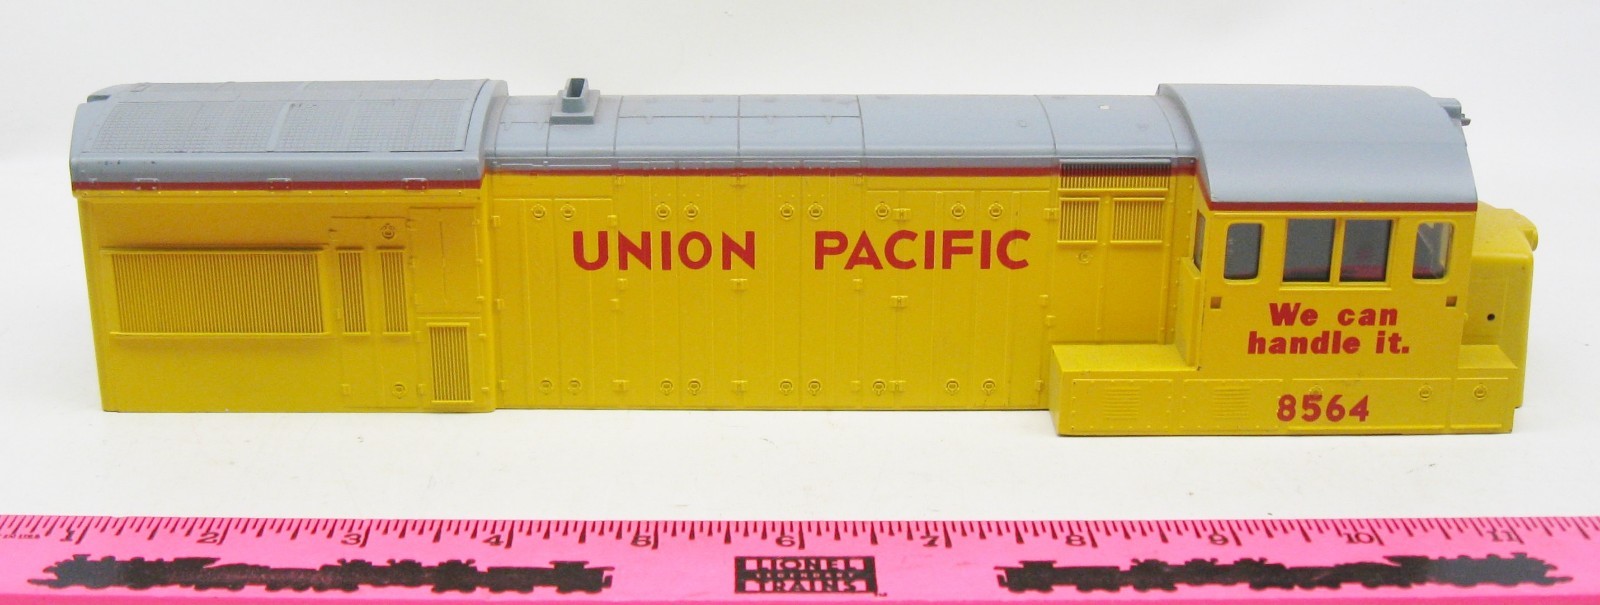 UNION PACIFIC
We can
handle it.
8564
1 2 3 4 5 6 7 8 9 10 11
LIONEL
LEGENDARY
TRAINS